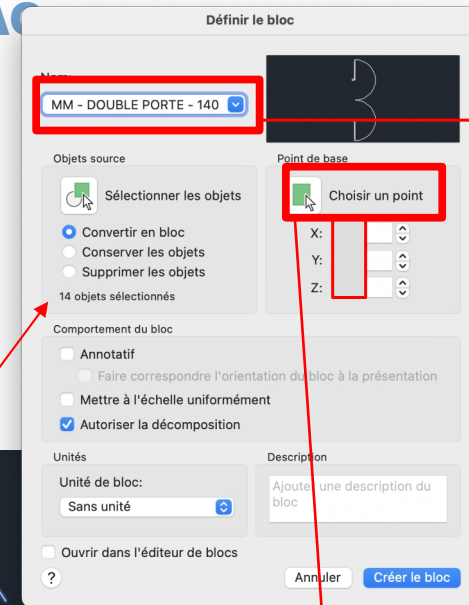 Définir le bloc
MM - DOUBLE PORTE - 140
Objets source
Point de base
Sélectionner les objets
Choisir un point
Convertir en bloc
X:
Conserver les objets
Y:
Supprimer les objets
Z:
14 objets sélectionnés
Comportement du bloc
Annotatif
Faire correspondre l'orientation du bloc à la présentation
Mettre à l'échelle uniformément
Autoriser la décomposition
Unités
Description
Unité de bloc:
Ajoutez une description du
bloc
Sans unité
Ouvrir dans l'éditeur de blocs
?
Annuler
Créer le bloc